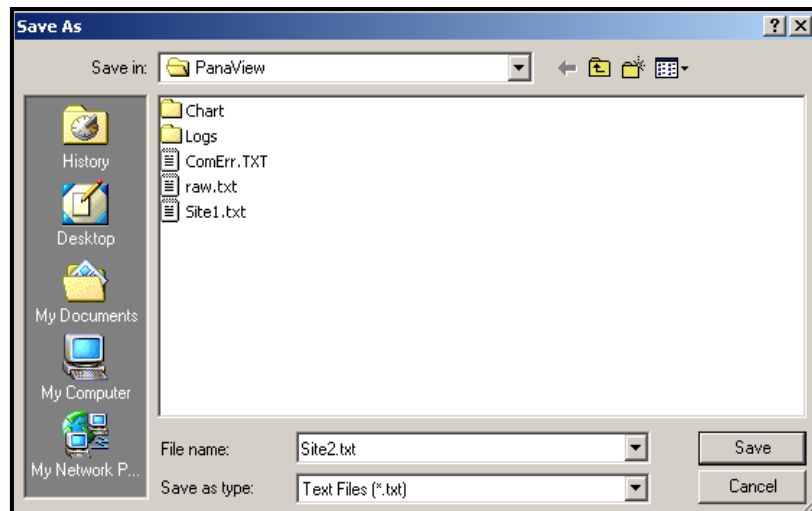 Save As
Save in: PanaView
History
Desktop
My Documents
My Computer
My Network P...
Chart
Logs
ComErr.TXT
raw.txt
Site1.txt
File name: Site2.txt Save
Save as type: Text Files (*.txt) Cancel